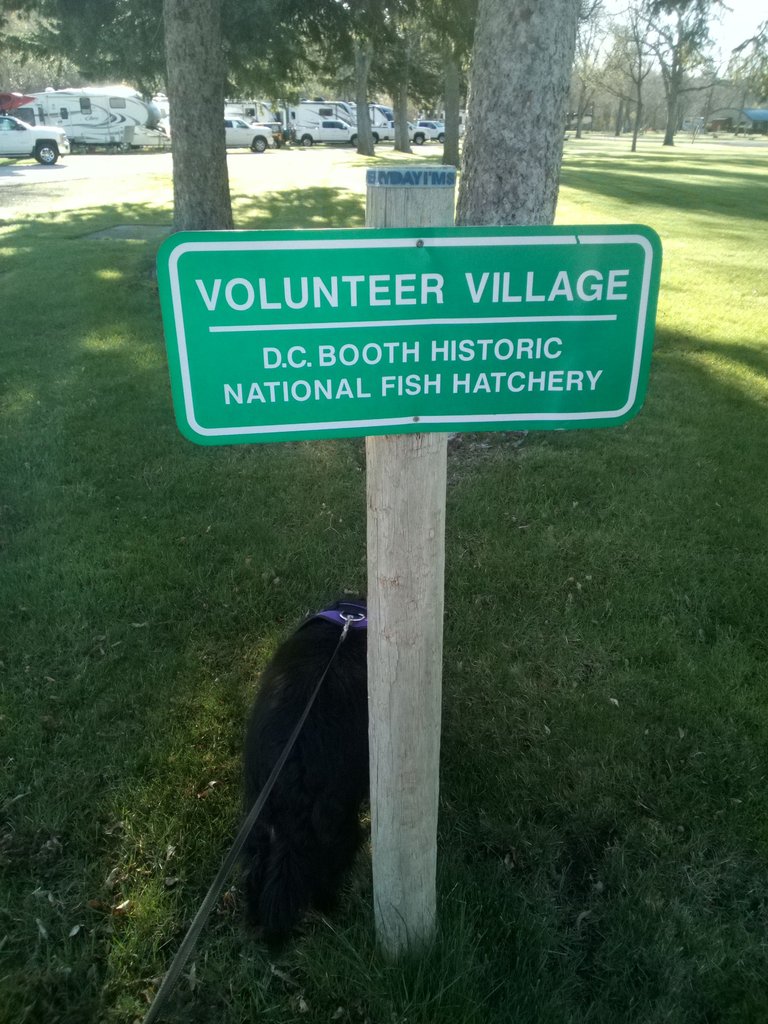 VOLUNTEER VILLAGE
D.C. BOOTH HISTORIC
NATIONAL FISH HATCHERY